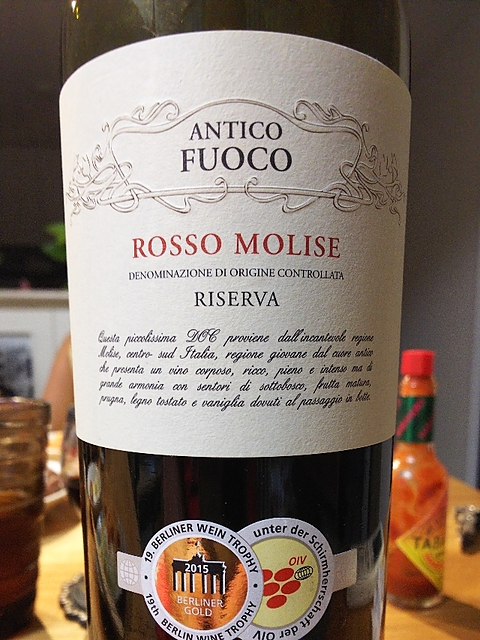 ANTICO
FUOCO
ROSSO MOLISE
DENOMINAZIONE DI ORIGINE CONTROLLATA
RISERVA
Questa piccolissima DOC proviene dall'incantevole regione
Molise, centro sud Italia, regione giovane dal cuore antico
che presenta un vino corposo, ricco, pieno e intenso ma di
grande armonia con sentori di sottobosco, frutta matura,
prugna, legno tostato e vaniglia dovuti al passaggio in botte.
19. BERLINER WEIN TROPHY
2015
BERLINER
GOLD
19th BERLIN WINE TROPHY
unter der Schirmherrschaft der OIV
OIV
TABA